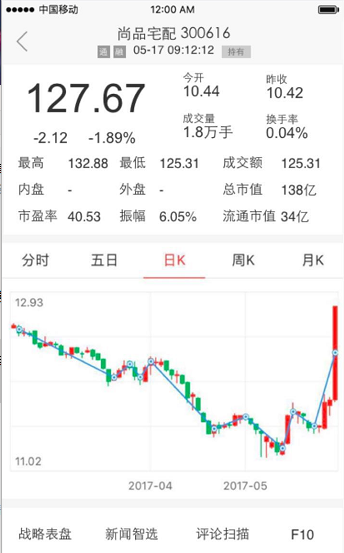 中国移动 12:00 AM
尚品宅配 300616
通 融 05-17 09:12:12 持有
127.67
-2.12 -1.89%
今开 昨收
10.44 10.42
成交量 换手率
1.8万手 0.04%
最高 132.88 最低 125.31 成交额 125.31
内盘 - 外盘 - 总市值 138亿
市盈率 40.53 振幅 6.05% 流通市值 34亿
分时 五日 日K 周K 月K
12.93
11.02
2017-04 2017-05
战略表盘 新闻智选 评论扫描 F10